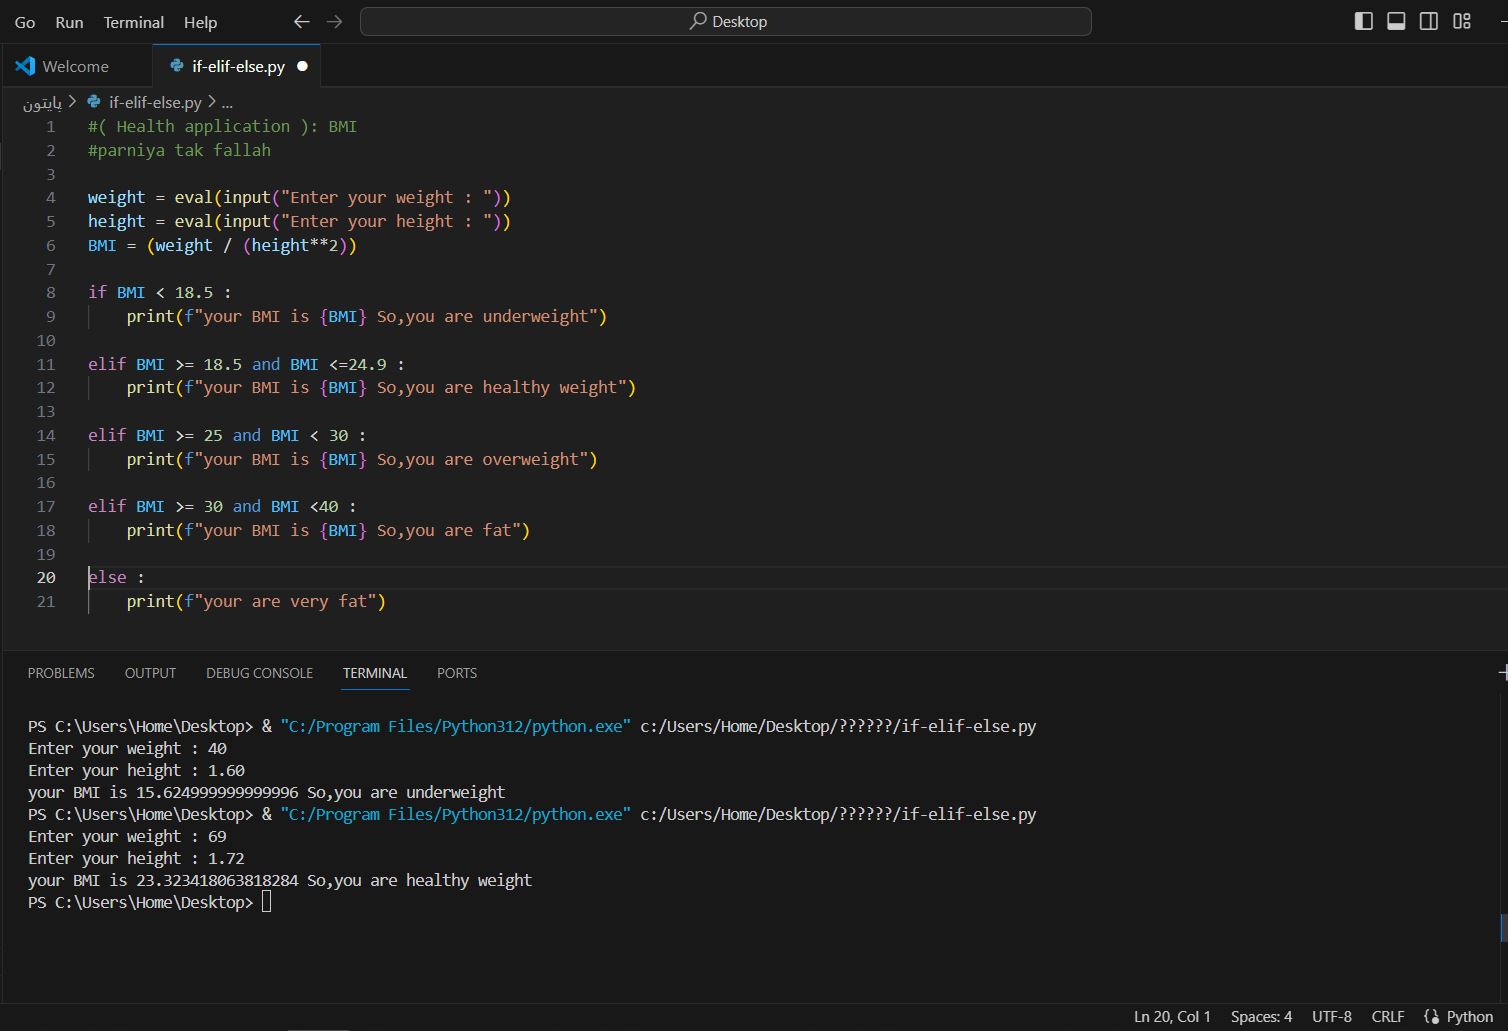 Go Run Terminal Help Desktop
Welcome if-elif-else.py
پایتون > if-elif-else.py > ...
1 #( Health application ): BMI
2 #parniya tak fallah
3
4 weight = eval(input("Enter your weight : "))
5 height = eval(input("Enter your height : "))
6 BMI = (weight / (height**2))
7
8 if BMI < 18.5 :
9 print(f"your BMI is {BMI} So,you are underweight")
10
11 elif BMI >= 18.5 and BMI <=24.9 :
12 print(f"your BMI is {BMI} So,you are healthy weight")
13
14 elif BMI >= 25 and BMI < 30 :
15 print(f"your BMI is {BMI} So,you are overweight")
16
17 elif BMI >= 30 and BMI <40 :
18 print(f"your BMI is {BMI} So,you are fat")
19
20 else :
21 print(f"your are very fat")
PROBLEMS OUTPUT DEBUG CONSOLE TERMINAL PORTS
PS C:\Users\Home\Desktop> & "C:/Program Files/Python312/python.exe" c:/Users/Home/Desktop/??????/if-elif-else.py
Enter your weight : 40
Enter your height : 1.60
your BMI is 15.624999999999996 So,you are underweight
PS C:\Users\Home\Desktop> & "C:/Program Files/Python312/python.exe" c:/Users/Home/Desktop/??????/if-elif-else.py
Enter your weight : 69
Enter your height : 1.72
your BMI is 23.323418063818284 So,you are healthy weight
PS C:\Users\Home\Desktop>
Ln 20, Col 1 Spaces: 4 UTF-8 CRLF Python